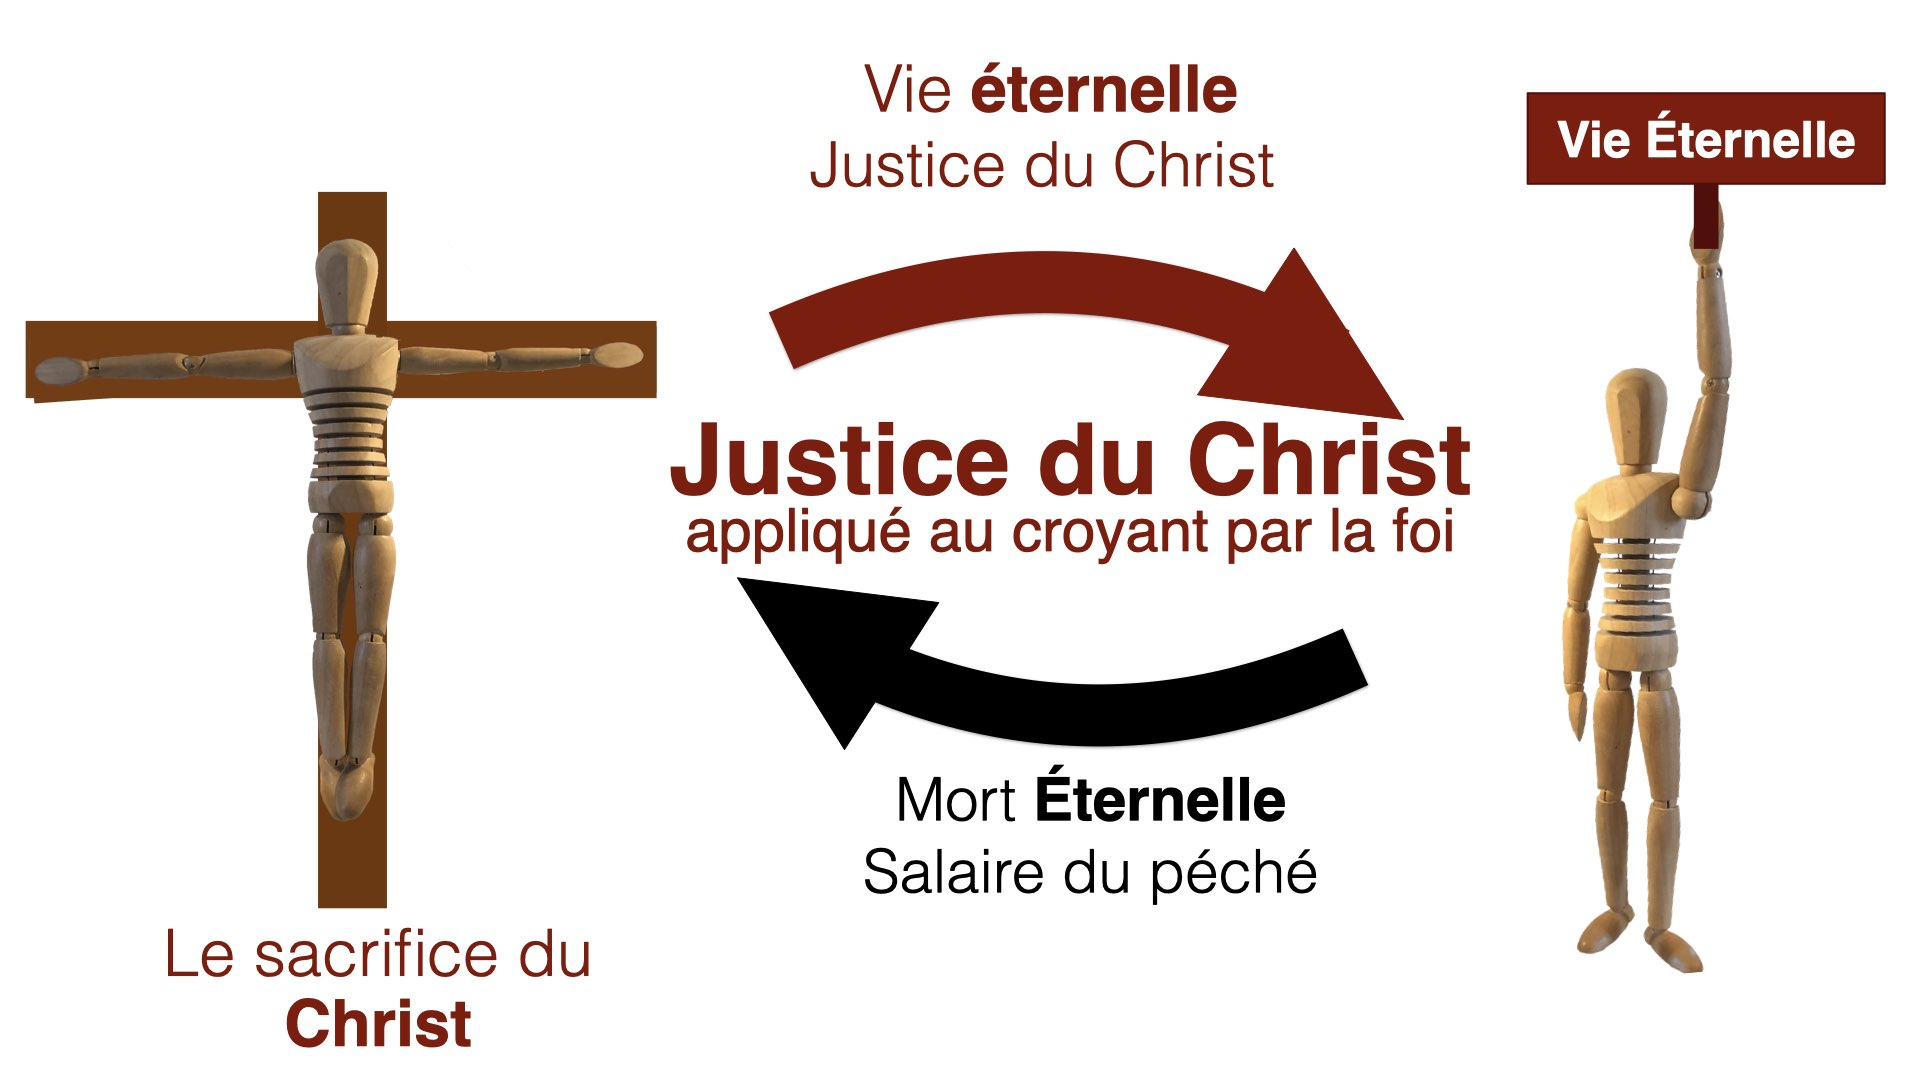 Vie éternelle
Justice du Christ
Vie Éternelle
Justice du Christ
appliqué au croyant par la foi
Mort Éternelle
Salaire du péché
Le sacrifice du
Christ